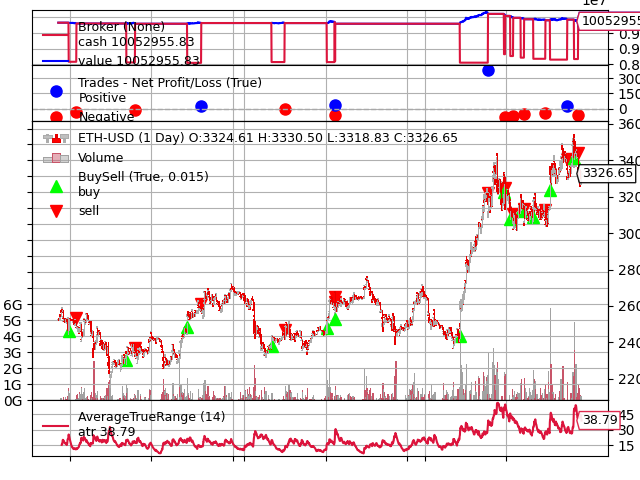 1e7
Broker (None)
cash 10052955.83
value 10052955.83
10052955
0.9
0.9
0.8
Trades - Net Profit/Loss (True)
Positive
Negative
300
150
0
ETH-USD (1 Day) O:3324.61 H:3330.50 L:3318.83 C:3326.65
Volume
BuySell (True, 0.015)
buy
sell
360
340
3326.65
320
300
280
260
240
220
6G
5G
4G
3G
2G
1G
0G
AverageTrueRange (14)
atr 38.79
45
38.79
30
15